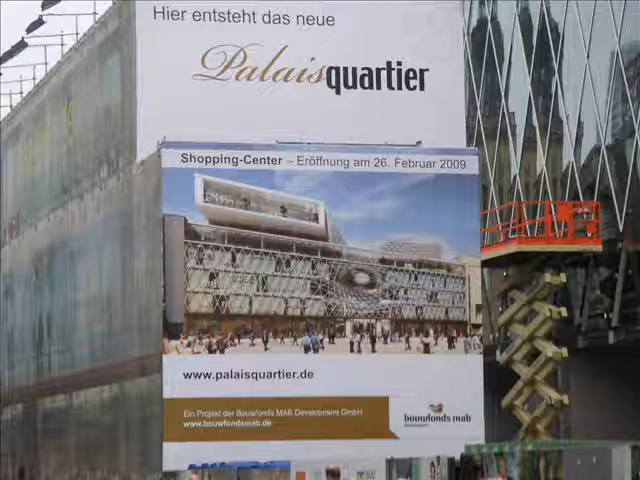 Hier entsteht das neue
Palaisquartier
Shopping-Center – Eröffnung am 26. Februar 2009
www.palaisquartier.de
Ein Projekt der Bouwfonds MAB Development GmbH
www.bouwfondsmab.de
bouwfonds mab